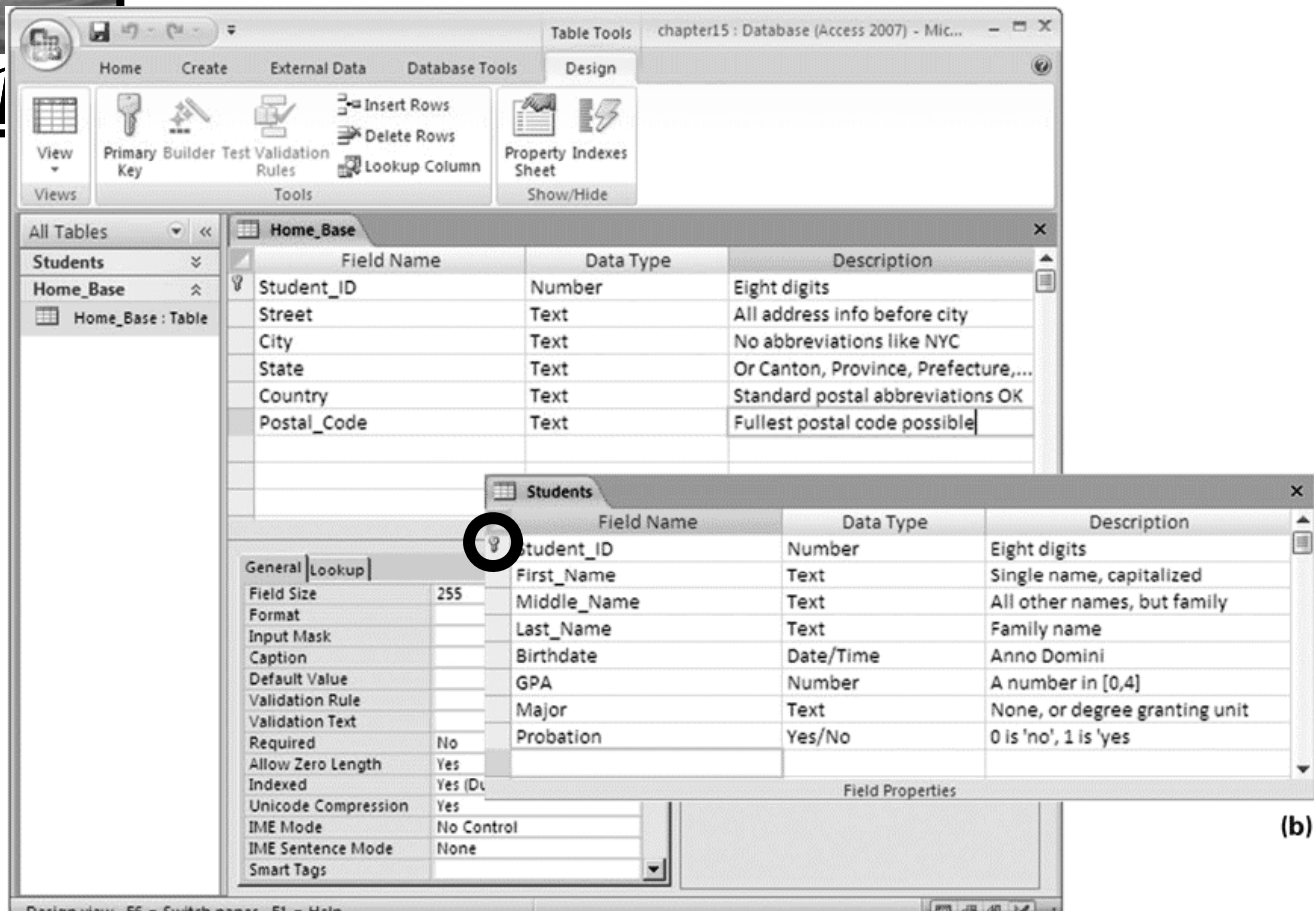 Table Tools chapter15 : Database (Access 2007) - Mic...
Home Create External Data Database Tools Design
View
Primary Key
Builder
Test Validation Rules
Insert Rows
Delete Rows
Lookup Column
Property Sheet
Indexes
Views Tools Show/Hide
All Tables
Students
Home_Base
Home_Base : Table
Home_Base
Field Name Data Type Description
Student_ID Number Eight digits
Street Text All address info before city
City Text No abbreviations like NYC
State Text Or Canton, Province, Prefecture,...
Country Text Standard postal abbreviations OK
Postal_Code Text Fullest postal code possible
General Lookup
Field Size 255
Format
Input Mask
Caption
Default Value
Validation Rule
Validation Text
Required No
Allow Zero Length Yes
Indexed Yes (Du
Unicode Compression Yes
IME Mode No Control
IME Sentence Mode None
Smart Tags
Students
Field Name Data Type Description
Student_ID Number Eight digits
First_Name Text Single name, capitalized
Middle_Name Text All other names, but family
Last_Name Text Family name
Birthdate Date/Time Anno Domini
GPA Number A number in [0,4]
Major Text None, or degree granting unit
Probation Yes/No 0 is 'no', 1 is 'yes
Field Properties
(b)
Design view. F6 = Switch panes. F1 = Help.